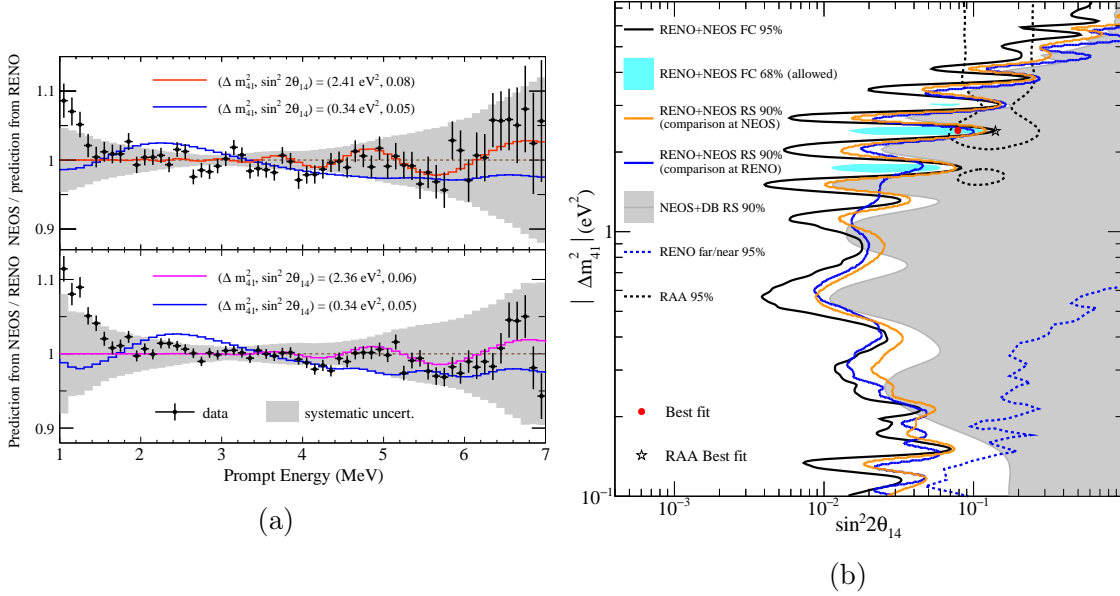 NEOS / prediction from RENO
1.1
1
0.9
(Δ m²₄₁, sin² 2θ₁₄) = (2.41 eV², 0.08)
(Δ m²₄₁, sin² 2θ₁₄) = (0.34 eV², 0.05)
Prediction from NEOS / RENO
1.1
1
0.9
(Δ m²₄₁, sin² 2θ₁₄) = (2.36 eV², 0.06)
(Δ m²₄₁, sin² 2θ₁₄) = (0.34 eV², 0.05)
data
systematic uncert.
1 2 3 4 5 6 7
Prompt Energy (MeV)
(a)
| Δm²₄₁| (eV²)
1
10⁻¹
RENO+NEOS FC 95%
RENO+NEOS FC 68% (allowed)
RENO+NEOS RS 90%
(comparison at NEOS)
RENO+NEOS RS 90%
(comparison at RENO)
NEOS+DB RS 90%
RENO far/near 95%
RAA 95%
Best fit
RAA Best fit
10⁻³ 10⁻² 10⁻¹
sin²2θ₁₄
(b)